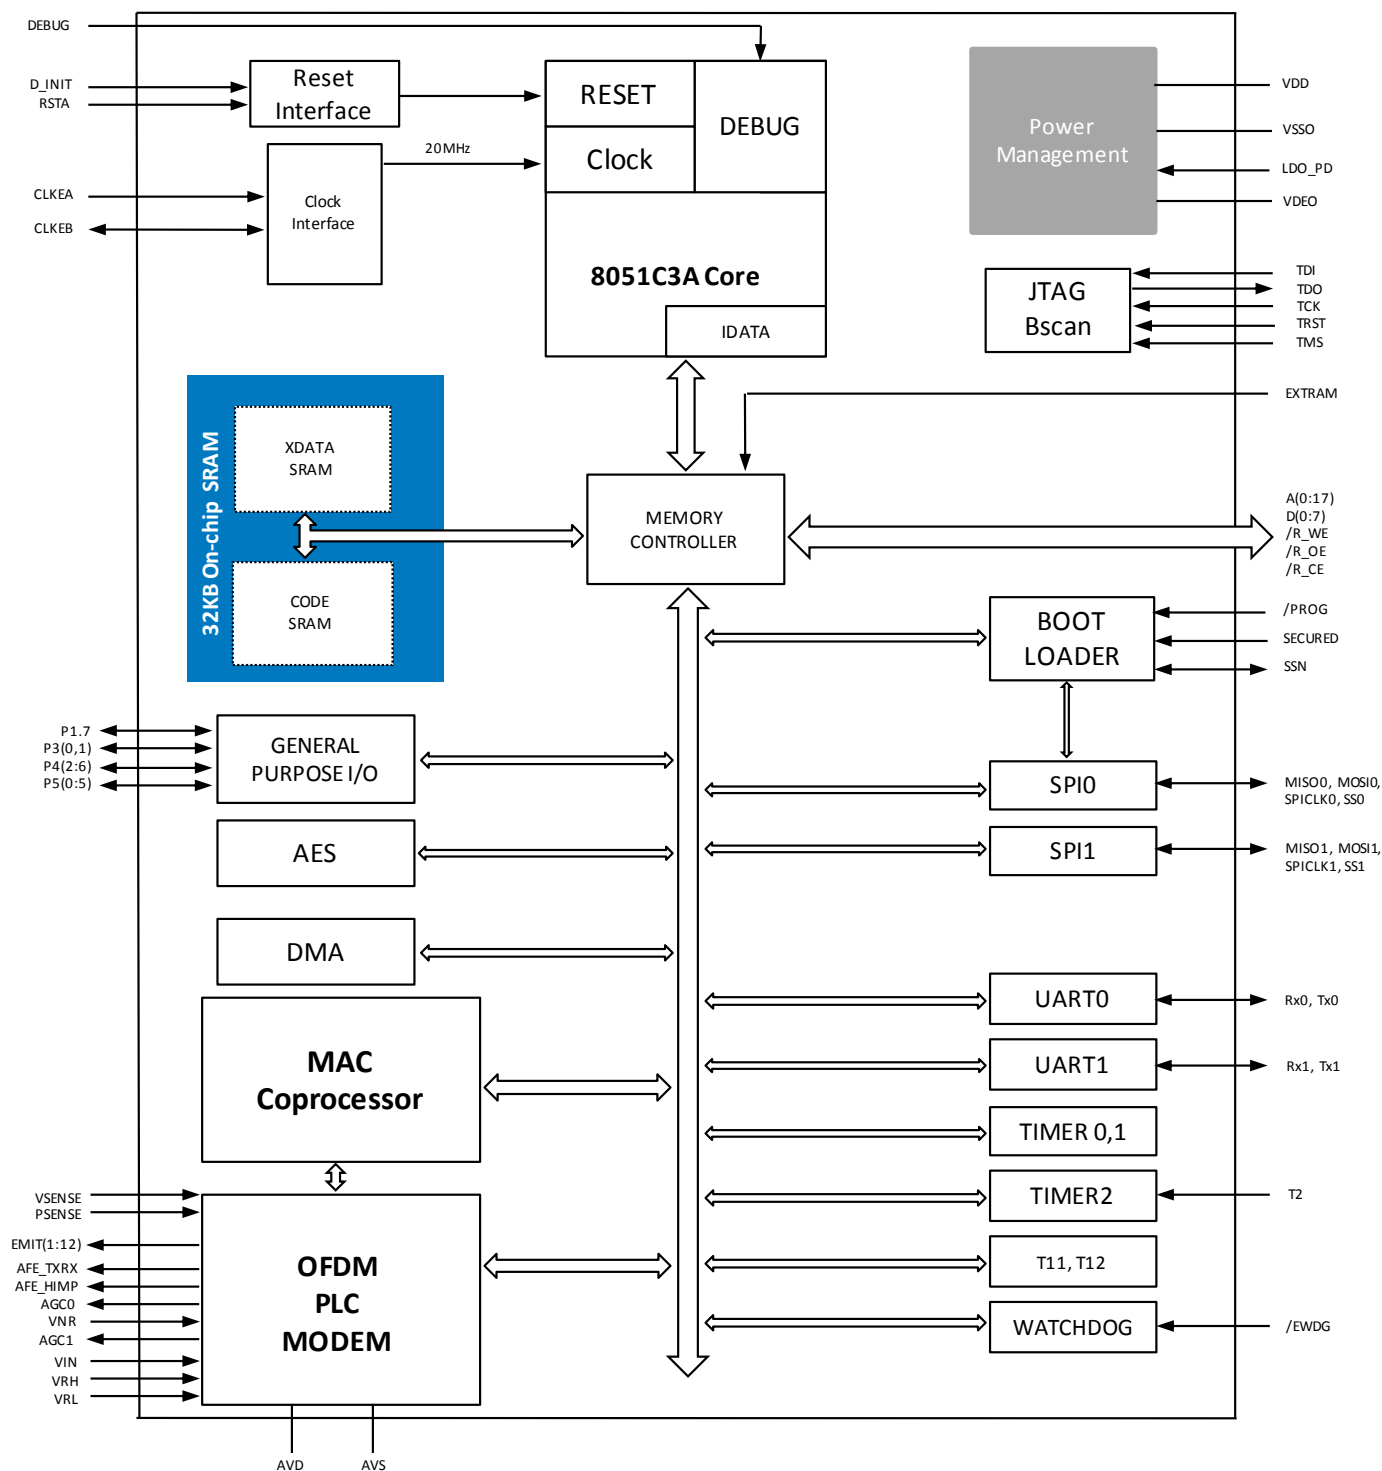 DEBUG
D_INIT
RSTA
Reset
Interface
RESET
DEBUG
Clock
20MHz
CLKEA
CLKEB
Clock
Interface
8051C3A Core
IDATA
Power
Management
VDD
VSSO
LDO_PD
VDEO
JTAG
Bscan
TDI
TDO
TCK
TRST
TMS
EXTRAM
32KB On-chip SRAM
XDATA
SRAM
CODE
SRAM
MEMORY
CONTROLLER
A(0:17)
D(0:7)
/R_WE
/R_OE
/R_CE
BOOT
LOADER
/PROG
SECURED
SSN
P1.7
P3(0,1)
P4(2:6)
P5(0:5)
GENERAL
PURPOSE I/O
SPI0
MISO0, MOSI0,
SPICLK0, SS0
AES
SPI1
MISO1, MOSI1,
SPICLK1, SS1
DMA
UART0
Rx0, Tx0
MAC
Coprocessor
UART1
Rx1, Tx1
TIMER 0,1
TIMER2
T2
VSENSE
PSENSE
EMIT(1:12)
AFE_TXRX
AFE_HIMP
AGC0
VNR
AGC1
VIN
VRH
VRL
OFDM
PLC
MODEM
T11, T12
WATCHDOG
/EWDG
AVD
AVS